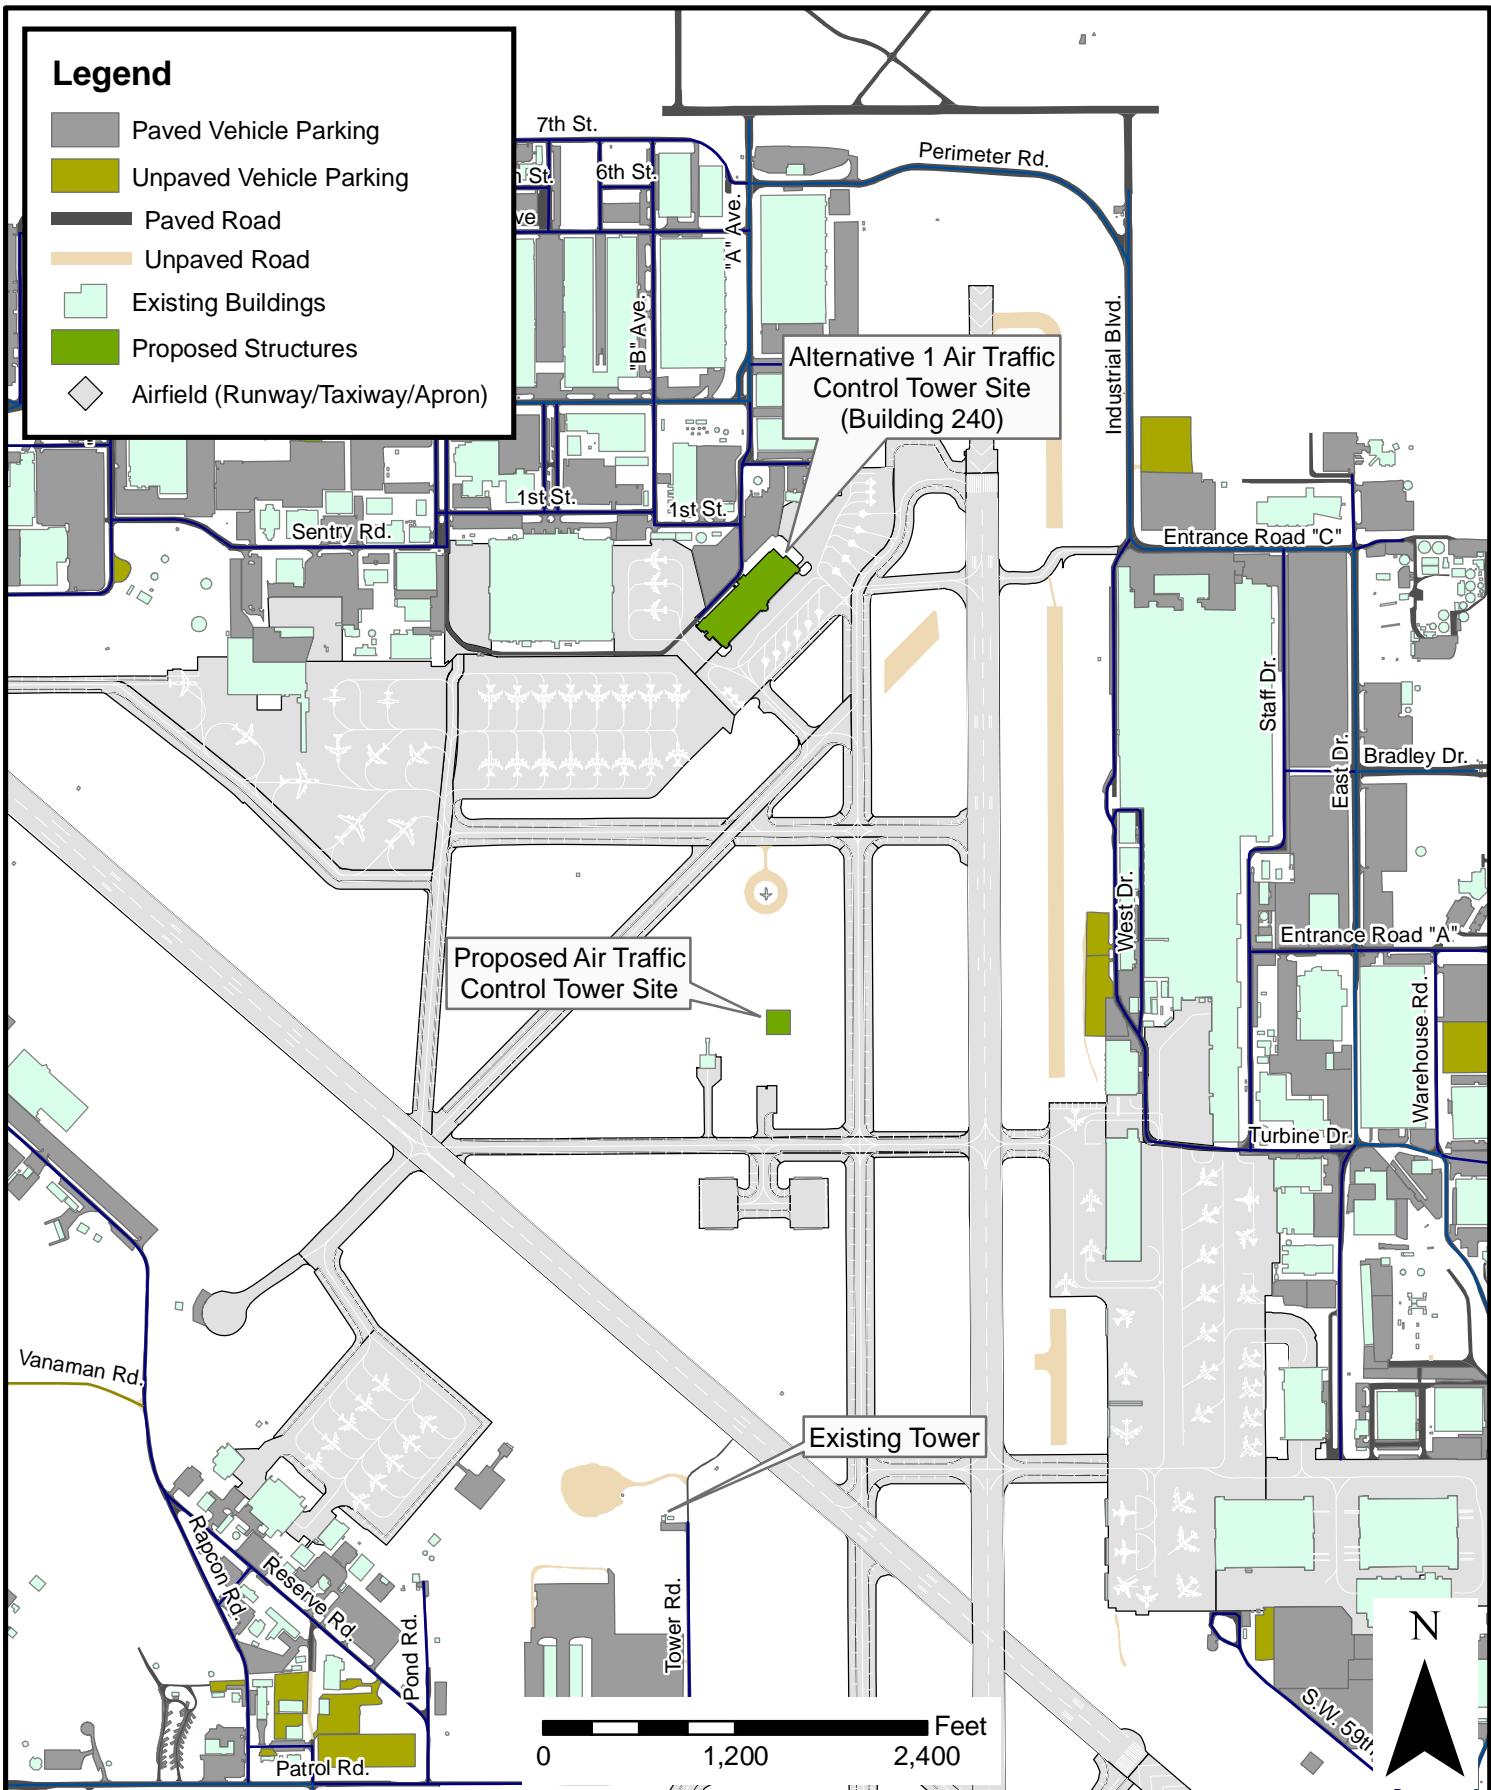 Legend
Paved Vehicle Parking
Unpaved Vehicle Parking
Paved Road
Unpaved Road
Existing Buildings
Proposed Structures
Airfield (Runway/Taxiway/Apron)
7th St.
6th St.
St.
Perimeter Rd.
"A" Ave.
"B" Ave.
Industrial Blvd.
Alternative 1 Air Traffic
Control Tower Site
(Building 240)
1st St.
1st St.
Sentry Rd.
Entrance Road "C"
Staff Dr.
East Dr.
Bradley Dr.
West Dr.
Entrance Road "A"
Proposed Air Traffic
Control Tower Site
Warehouse Rd.
Turbine Dr.
Vanaman Rd.
Existing Tower
Rapcon Rd.
Reserve Rd.
Pond Rd.
Tower Rd.
Patrol Rd.
S.W. 59th
N
Feet
0
1,200
2,400